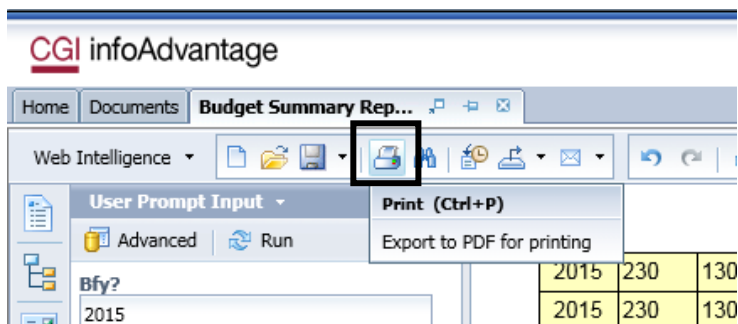 CGI infoAdvantage
Home Documents Budget Summary Rep...
Web Intelligence
User Prompt Input
Print (Ctrl+P)
Advanced Run
Export to PDF for printing
2015 230 130
Bfy?
2015
2015 230 130